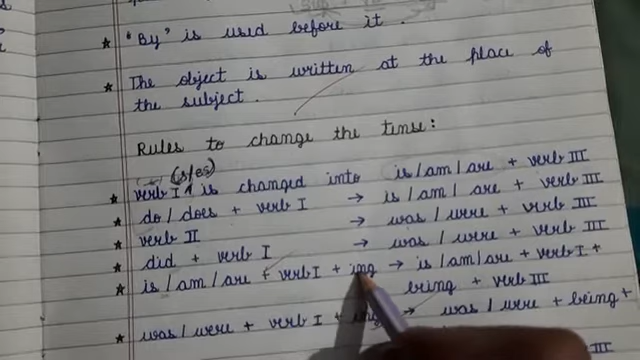 * "By" is used before it.
* The object is written at the place of
the subject.
Rules to change the tense:
(s/es)
* verb I is changed into is/am/are + verb III
* do/does + verb I → is/am/are + verb III
* verb II → was/were + verb III
* did + verb I → was/were + verb III
* is/am/are + verb I + ing → is/am/are + verb I +
being + verb III
* was/were + verb I + ing → was/were + being +
III